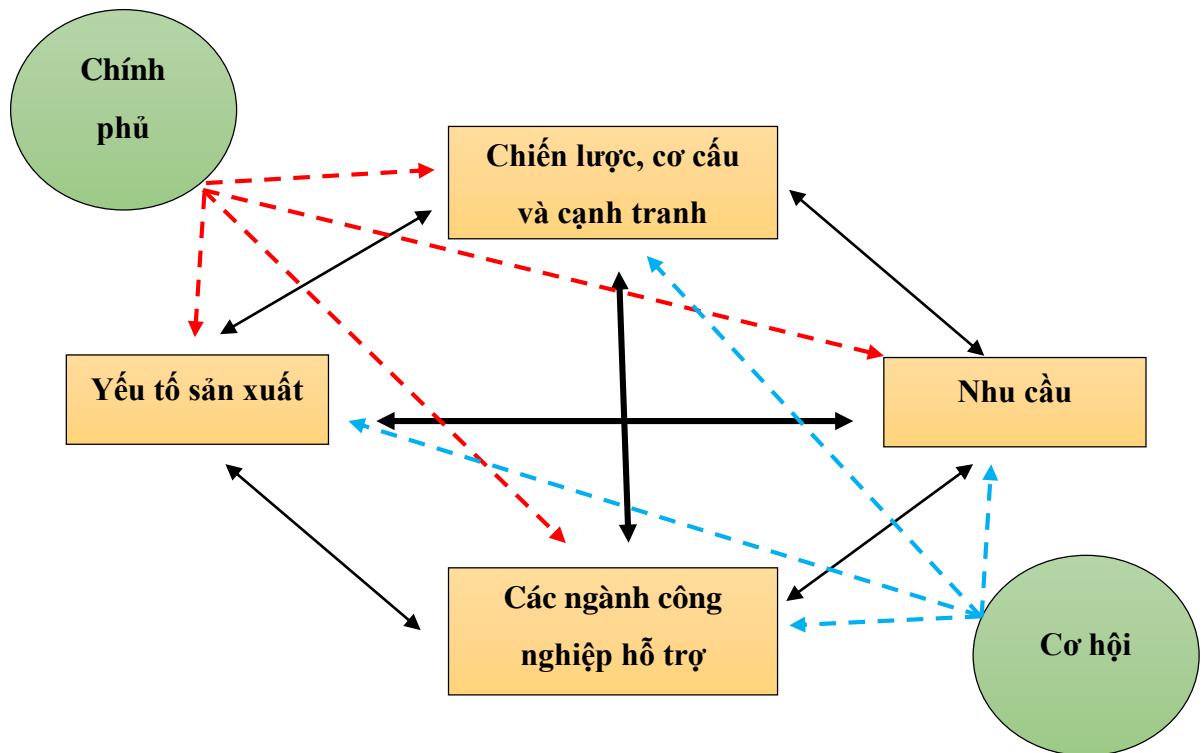 Chính
phủ
Chiến lược, cơ cấu
và cạnh tranh
Yếu tố sản xuất
Nhu cầu
Các ngành công
nghiệp hỗ trợ
Cơ hội